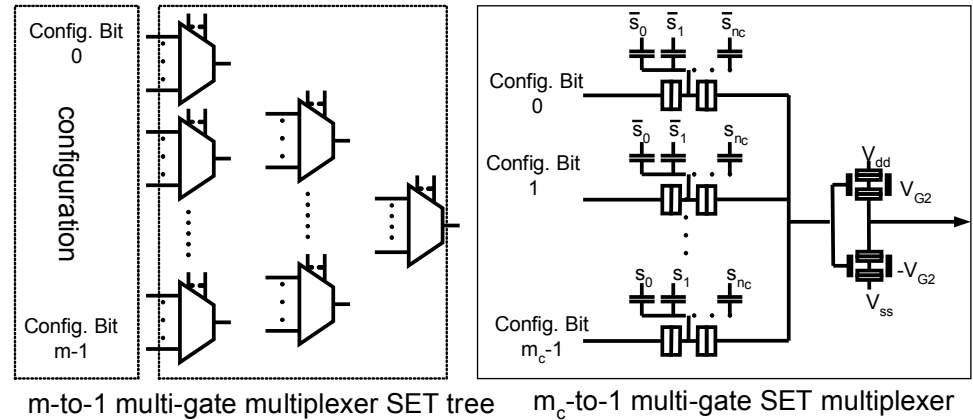 Config. Bit
0
configuration
Config. Bit
m-1
m-to-1 multi-gate multiplexer SET tree
s̅₀ s̅₁ s̅nc
Config. Bit
0
s̅₀ s̅₁ snc
Config. Bit
1
s₀ s₁ snc
Config. Bit
mc-1
Vdd
VG2
-VG2
Vss
mc-to-1 multi-gate SET multiplexer